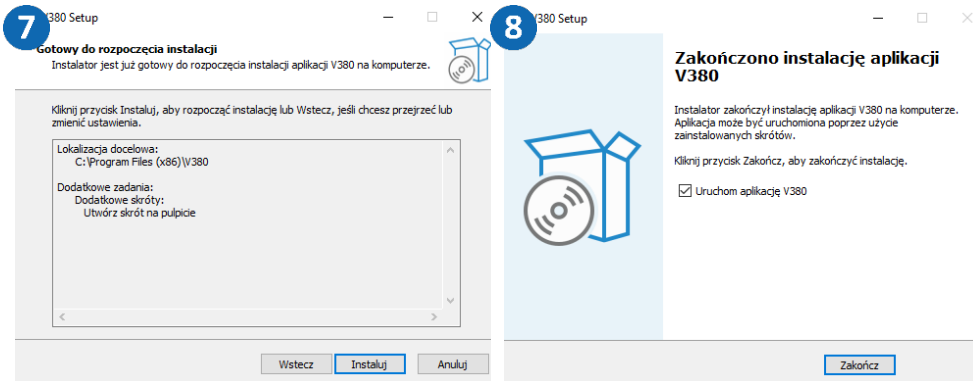 7
V380 Setup
Gotowy do rozpoczęcia instalacji
Instalator jest już gotowy do rozpoczęcia instalacji aplikacji V380 na komputerze.
Kliknij przycisk Instaluj, aby rozpocząć instalację lub Wstecz, jeśli chcesz przejrzeć lub
zmienić ustawienia.
Lokalizacja docelowa:
C:\Program Files (x86)\V380
Dodatkowe zadania:
Dodatkowe skróty:
Utwórz skrót na pulpicie
Wstecz
Instaluj
Anuluj
8
V380 Setup
Zakończono instalację aplikacji
V380
Instalator zakończył instalację aplikacji V380 na komputerze.
Aplikacja może być uruchomiona poprzez użycie
zainstalowanych skrótów.
Kliknij przycisk Zakończ, aby zakończyć instalację.
Uruchom aplikację V380
Zakończ